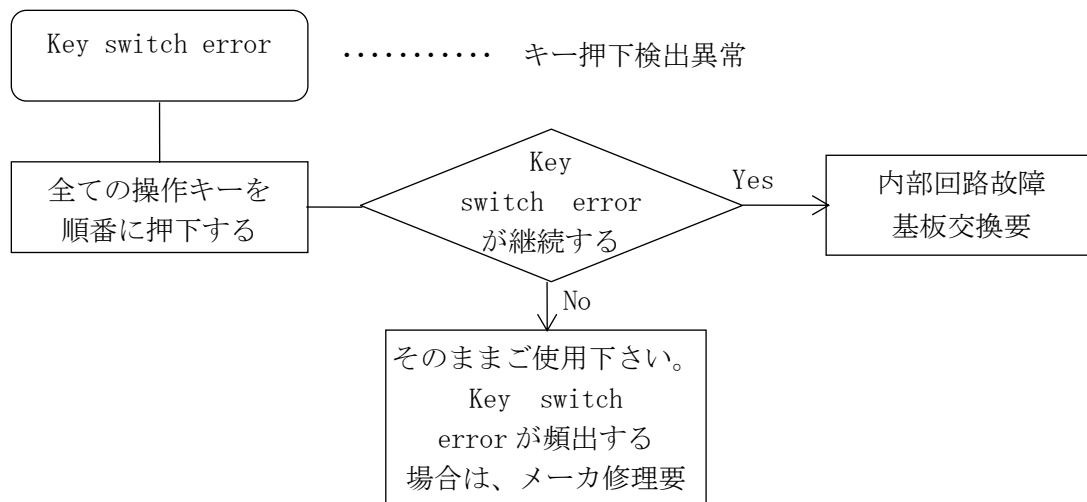 Key switch error
‥‥‥‥‥‥ キー押下検出異常
全ての操作キーを
順番に押下する
Key
switch error
が継続する
Yes
内部回路故障
基板交換要
No
そのままご使用下さい。
Key switch
error が頻出する
場合は、メーカ修理要